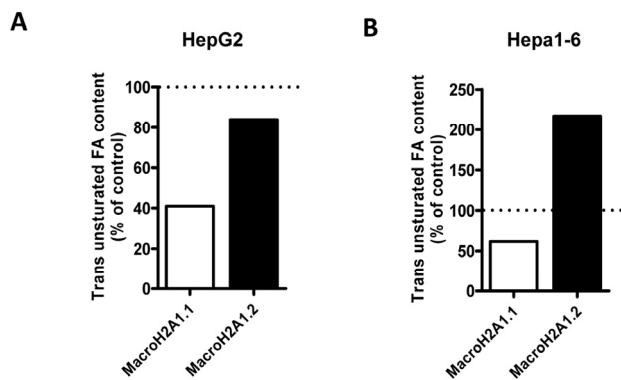 A
HepG2
Trans unsturated FA content
(% of control)
100
80
60
40
20
0
MacroH2A1.1
MacroH2A1.2
B
Hepa1-6
Trans unsturated FA content
(% of control)
250
200
150
100
50
0
MacroH2A1.1
MacroH2A1.2